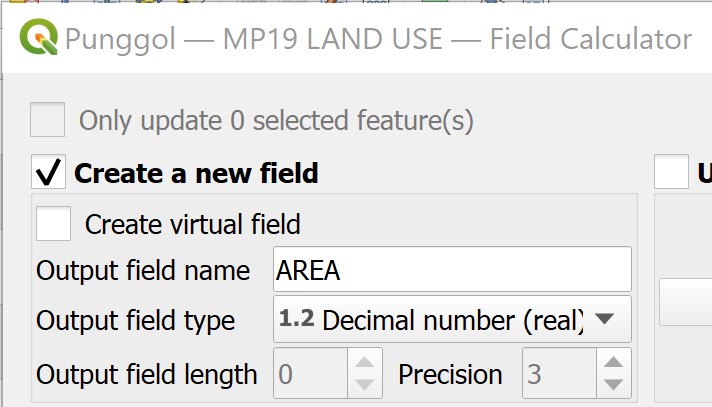 Punggol — MP19 LAND USE — Field Calculator
Only update 0 selected feature(s)
Create a new field
Create virtual field
Output field name AREA
Output field type 1.2 Decimal number (real)
Output field length 0 Precision 3